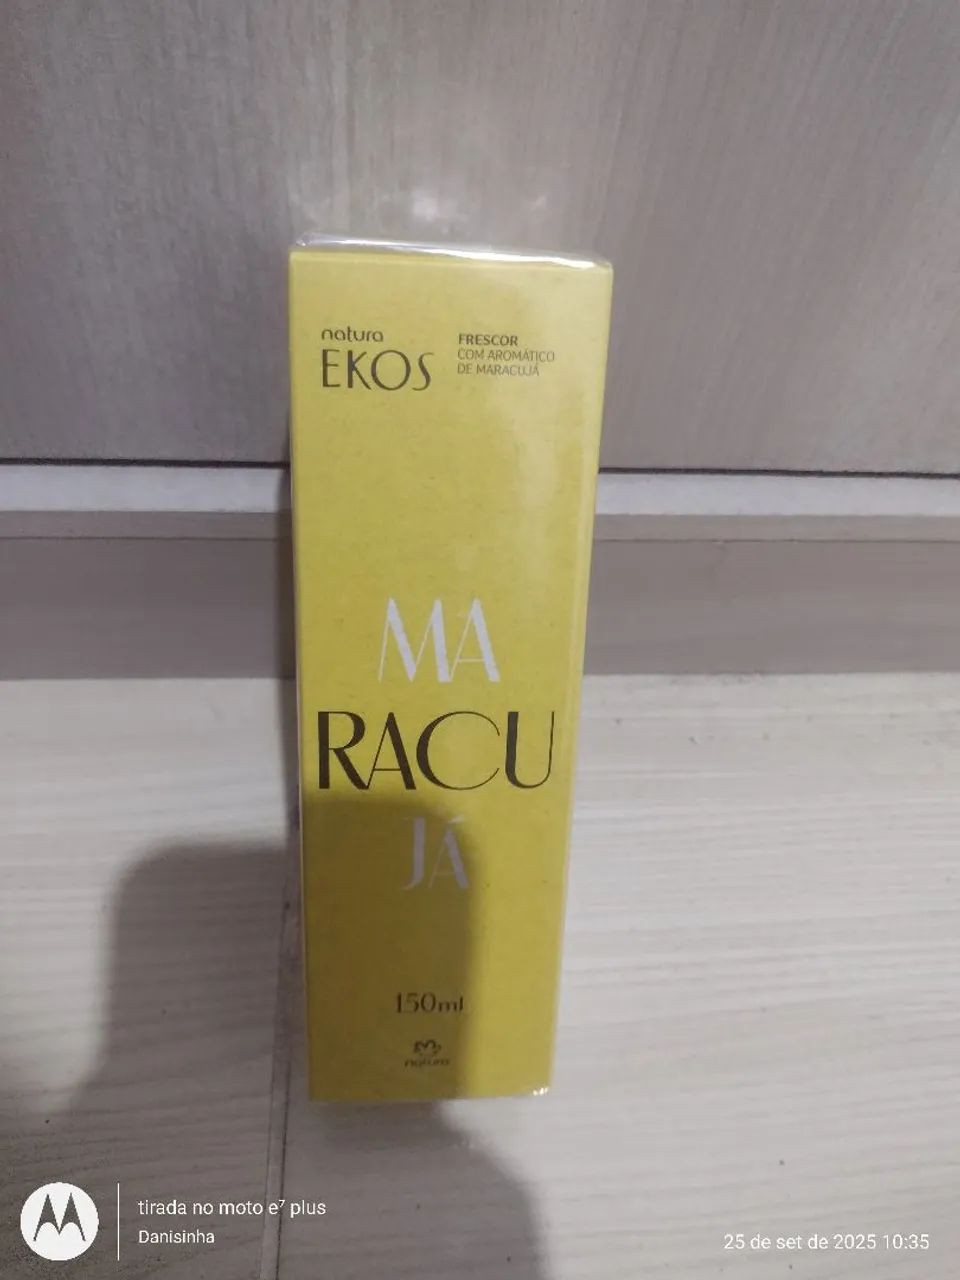 natura
EKOS
FRESCOR
COM AROMÁTICO
DE MARACUJÁ
MA
RACU
JÁ
150ml
natura
tirada no moto e⁷ plus
Danisinha
25 de set de 2025 10:35